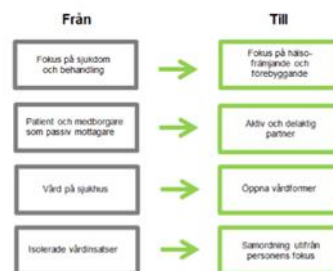 Från
Till
Fokus på sjukdom
och behandling
Fokus på hälso-
främjande och
förebyggande
Patient och medborgare
som passiv mottagare
Aktiv och delaktig
partner
Vård på sjukhus
Öppna vårdformer
Isolerade vårdinsatser
Samordning utifrån
personens fokus